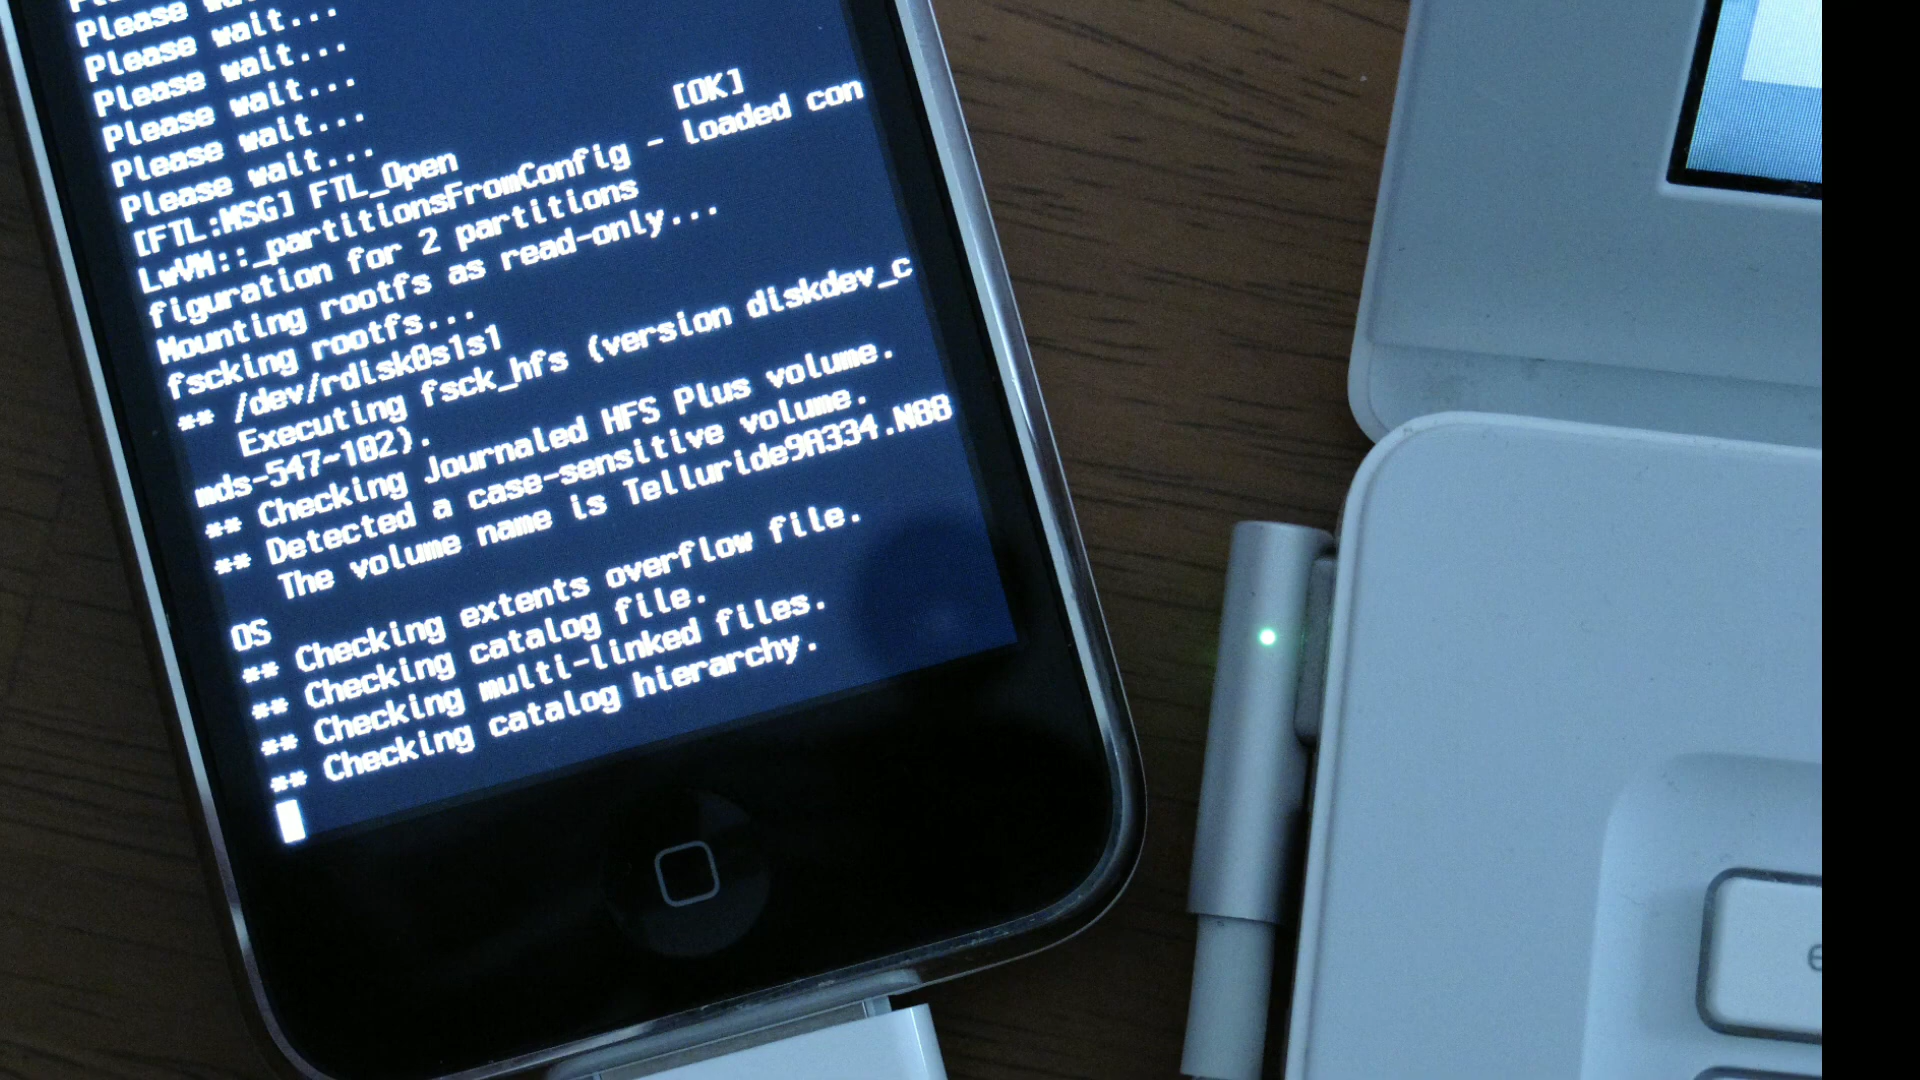 Please wait...
Please wait...
Please wait...
Please wait...
Please wait...
Please wait...
[OK]
[FTL:MSG] FTL_Open
LwVM::_partitionsFromConfig - loaded con
figuration for 2 partitions
Mounting rootfs as read-only...
fscking rootfs...
** /dev/rdisk0s1s1
Executing fsck_hfs (version diskdev_c
mds-547~102).
** Checking Journaled HFS Plus volume.
** Detected a case-sensitive volume.
The volume name is Telluride9A334.N88
OS
** Checking extents overflow file.
** Checking catalog file.
** Checking multi-linked files.
** Checking catalog hierarchy.